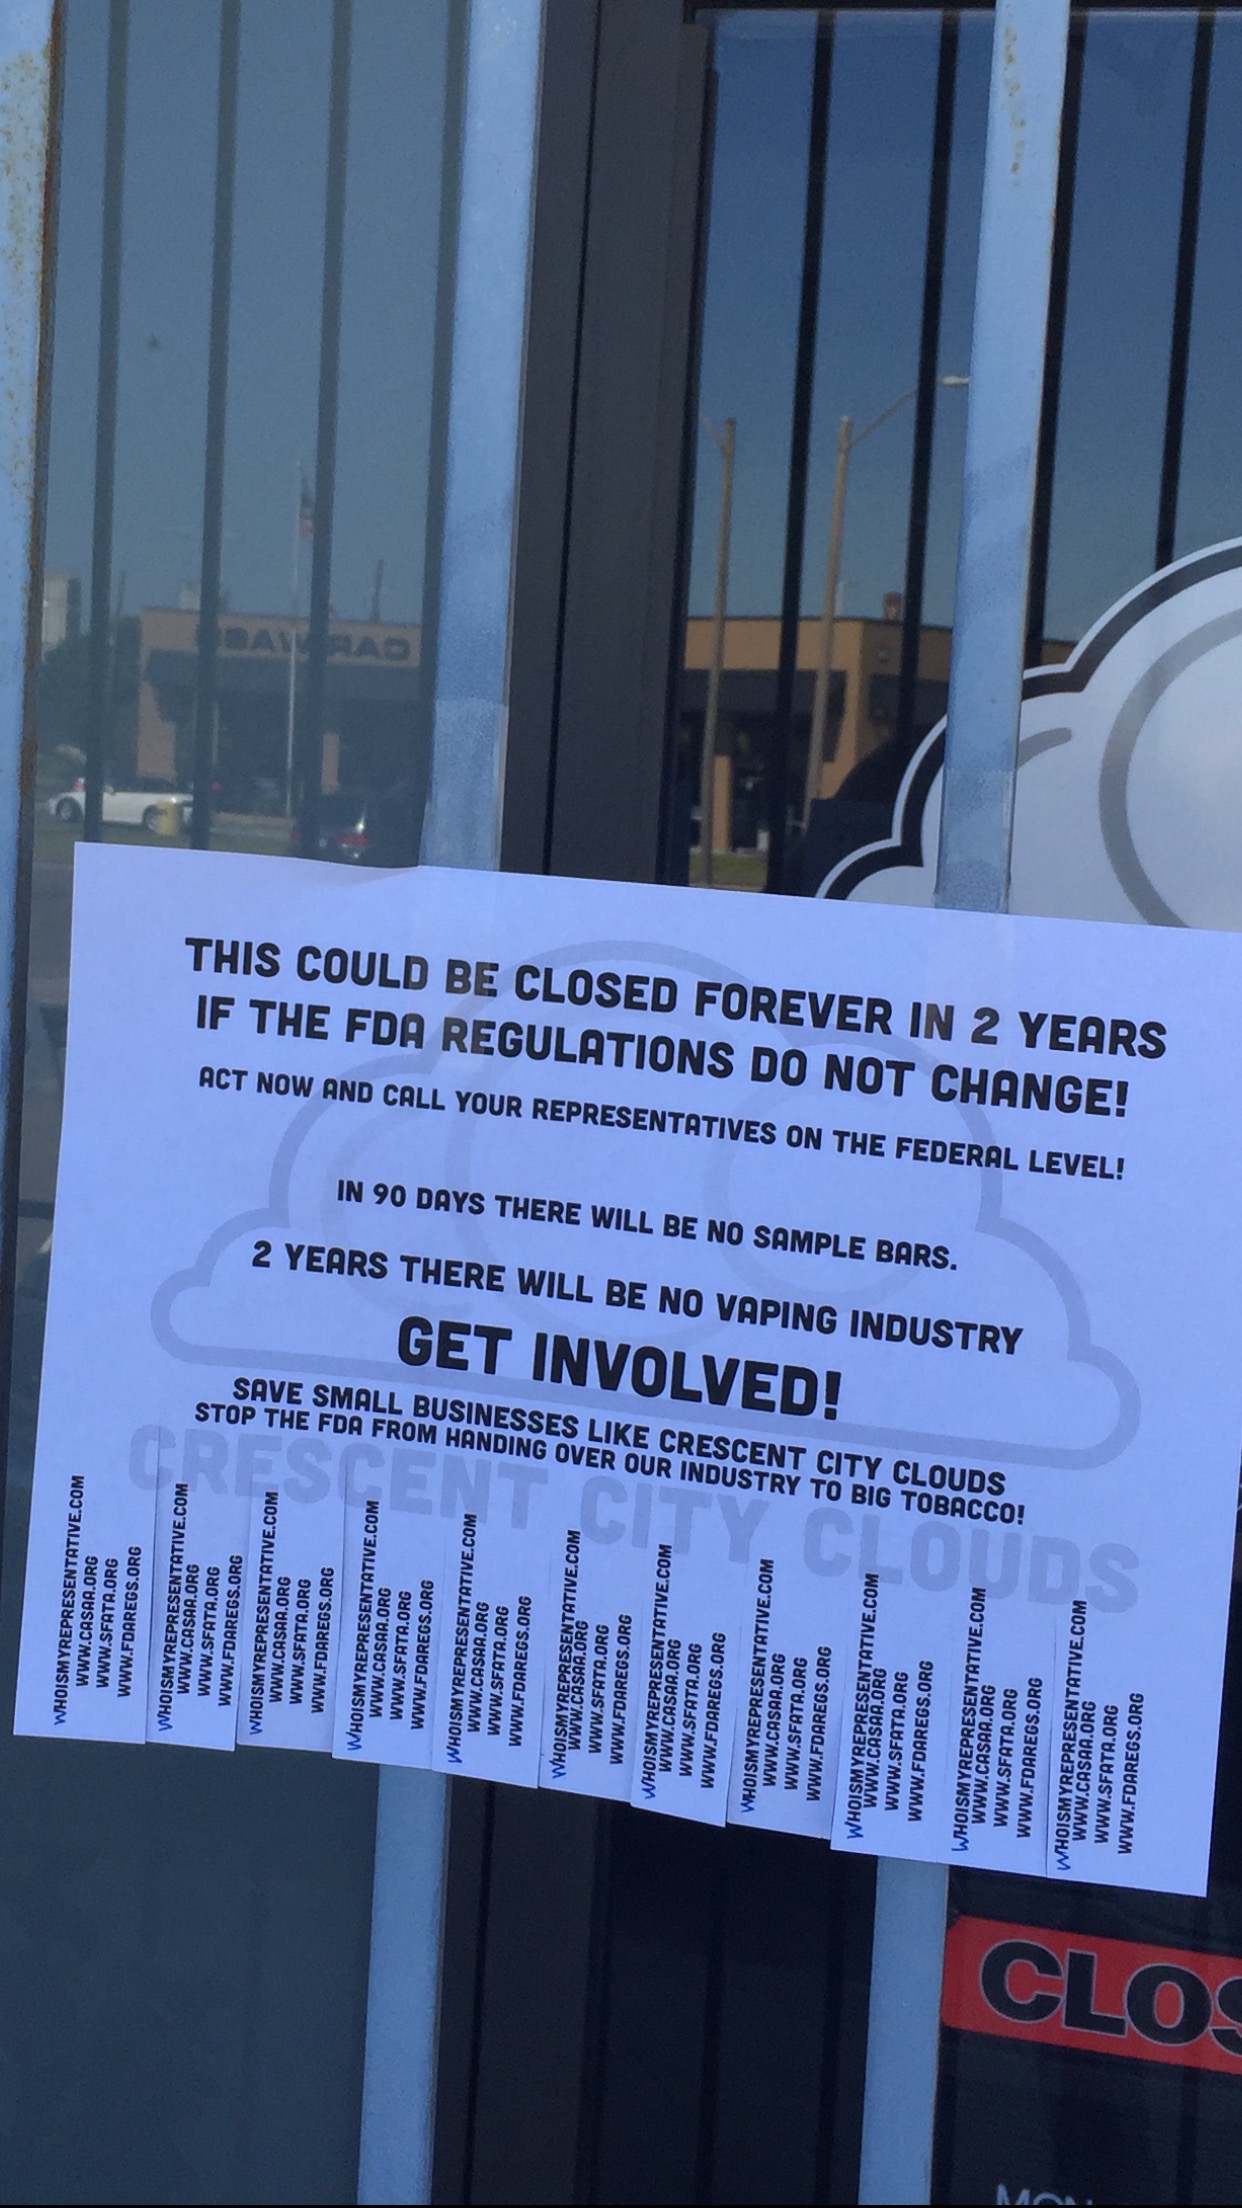 CAR WASH
THIS COULD BE CLOSED FOREVER IN 2 YEARS
IF THE FDA REGULATIONS DO NOT CHANGE!
ACT NOW AND CALL YOUR REPRESENTATIVES ON THE FEDERAL LEVEL!
IN 90 DAYS THERE WILL BE NO SAMPLE BARS.
2 YEARS THERE WILL BE NO VAPING INDUSTRY
GET INVOLVED!
SAVE SMALL BUSINESSES LIKE CRESCENT CITY CLOUDS
STOP THE FDA FROM HANDING OVER OUR INDUSTRY TO BIG TOBACCO!
CRESCENT CITY CLOUDS
WHOISMYREPRESENTATIVE.COM
WWW.CASAA.ORG
WWW.SFATA.ORG
WWW.FDAREGS.ORG
WHOISMYREPRESENTATIVE.COM
WWW.CASAA.ORG
WWW.SFATA.ORG
WWW.FDAREGS.ORG
WHOISMYREPRESENTATIVE.COM
WWW.CASAA.ORG
WWW.SFATA.ORG
WWW.FDAREGS.ORG
WHOISMYREPRESENTATIVE.COM
WWW.CASAA.ORG
WWW.SFATA.ORG
WWW.FDAREGS.ORG
WHOISMYREPRESENTATIVE.COM
WWW.CASAA.ORG
WWW.SFATA.ORG
WWW.FDAREGS.ORG
WHOISMYREPRESENTATIVE.COM
WWW.CASAA.ORG
WWW.SFATA.ORG
WWW.FDAREGS.ORG
WHOISMYREPRESENTATIVE.COM
WWW.CASAA.ORG
WWW.SFATA.ORG
WWW.FDAREGS.ORG
WHOISMYREPRESENTATIVE.COM
WWW.CASAA.ORG
WWW.SFATA.ORG
WWW.FDAREGS.ORG
WHOISMYREPRESENTATIVE.COM
WWW.CASAA.ORG
WWW.SFATA.ORG
WWW.FDAREGS.ORG
WHOISMYREPRESENTATIVE.COM
WWW.CASAA.ORG
WWW.SFATA.ORG
WWW.FDAREGS.ORG
WHOISMYREPRESENTATIVE.COM
WWW.CASAA.ORG
WWW.SFATA.ORG
WWW.FDAREGS.ORG
CLOS
MON